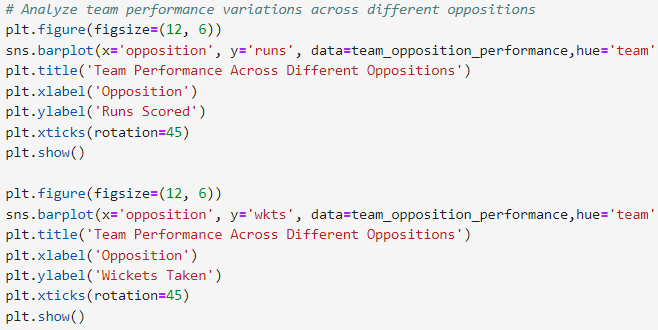 # Analyze team performance variations across different oppositions
plt.figure(figsize=(12, 6))
sns.barplot(x='opposition', y='runs', data=team_opposition_performance,hue='team'
plt.title('Team Performance Across Different Oppositions')
plt.xlabel('Opposition')
plt.ylabel('Runs Scored')
plt.xticks(rotation=45)
plt.show()

plt.figure(figsize=(12, 6))
sns.barplot(x='opposition', y='wkts', data=team_opposition_performance,hue='team'
plt.title('Team Performance Across Different Oppositions')
plt.xlabel('Opposition')
plt.ylabel('Wickets Taken')
plt.xticks(rotation=45)
plt.show()